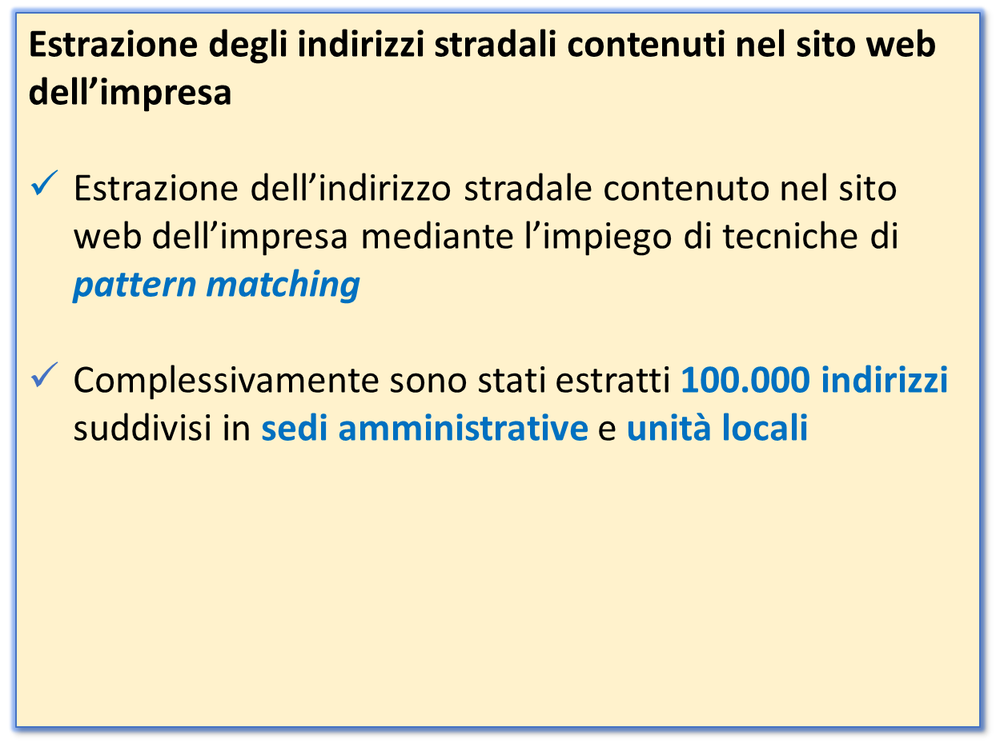 Estrazione degli indirizzi stradali contenuti nel sito web
dell’impresa
✓ Estrazione dell’indirizzo stradale contenuto nel sito
web dell’impresa mediante l’impiego di tecniche di
pattern matching
✓ Complessivamente sono stati estratti 100.000 indirizzi
suddivisi in sedi amministrative e unità locali